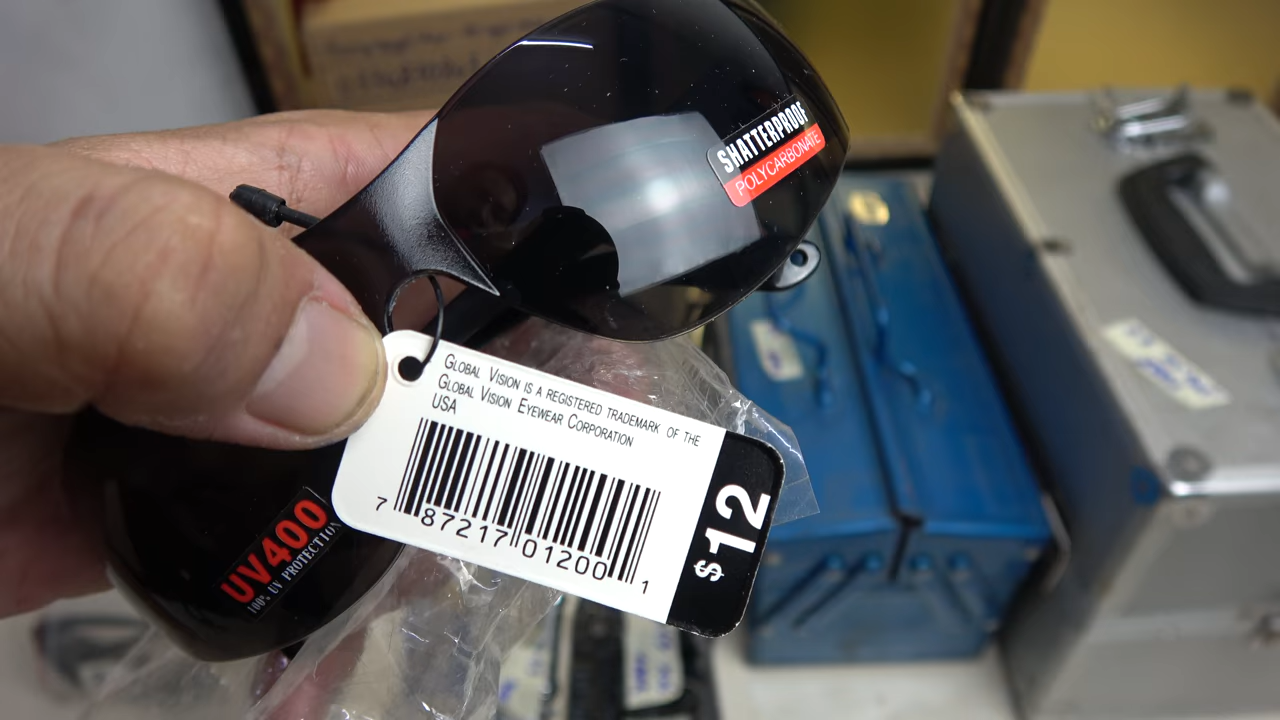 SHATTERPROOF
POLYCARBONATE
GLOBAL VISION IS A REGISTERED TRADEMARK OF THE
GLOBAL VISION EYEWEAR CORPORATION
USA
7 87217 01200 1
$12
UV400
100% UV PROTECTION